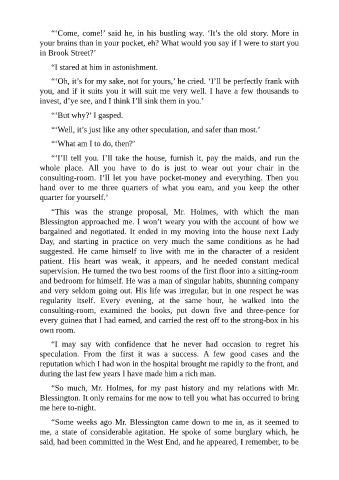 “‘Come, come!’ said he, in his bustling way. ‘It’s the old story. More in
your brains than in your pocket, eh? What would you say if I were to start you
in Brook Street?’
“I stared at him in astonishment.
“‘Oh, it’s for my sake, not for yours,’ he cried. ‘I’ll be perfectly frank with
you, and if it suits you it will suit me very well. I have a few thousands to
invest, d’ye see, and I think I’ll sink them in you.’
“‘But why?’ I gasped.
“‘Well, it’s just like any other speculation, and safer than most.’
“‘What am I to do, then?’
“‘I’ll tell you. I’ll take the house, furnish it, pay the maids, and run the
whole place. All you have to do is just to wear out your chair in the
consulting-room. I’ll let you have pocket-money and everything. Then you
hand over to me three quarters of what you earn, and you keep the other
quarter for yourself.’
“This was the strange proposal, Mr. Holmes, with which the man
Blessington approached me. I won’t weary you with the account of how we
bargained and negotiated. It ended in my moving into the house next Lady
Day, and starting in practice on very much the same conditions as he had
suggested. He came himself to live with me in the character of a resident
patient. His heart was weak, it appears, and he needed constant medical
supervision. He turned the two best rooms of the first floor into a sitting-room
and bedroom for himself. He was a man of singular habits, shunning company
and very seldom going out. His life was irregular, but in one respect he was
regularity itself. Every evening, at the same hour, he walked into the
consulting-room, examined the books, put down five and three-pence for
every guinea that I had earned, and carried the rest off to the strong-box in his
own room.
“I may say with confidence that he never had occasion to regret his
speculation. From the first it was a success. A few good cases and the
reputation which I had won in the hospital brought me rapidly to the front, and
during the last few years I have made him a rich man.
“So much, Mr. Holmes, for my past history and my relations with Mr.
Blessington. It only remains for me now to tell you what has occurred to bring
me here to-night.
“Some weeks ago Mr. Blessington came down to me in, as it seemed to
me, a state of considerable agitation. He spoke of some burglary which, he
said, had been committed in the West End, and he appeared, I remember, to be